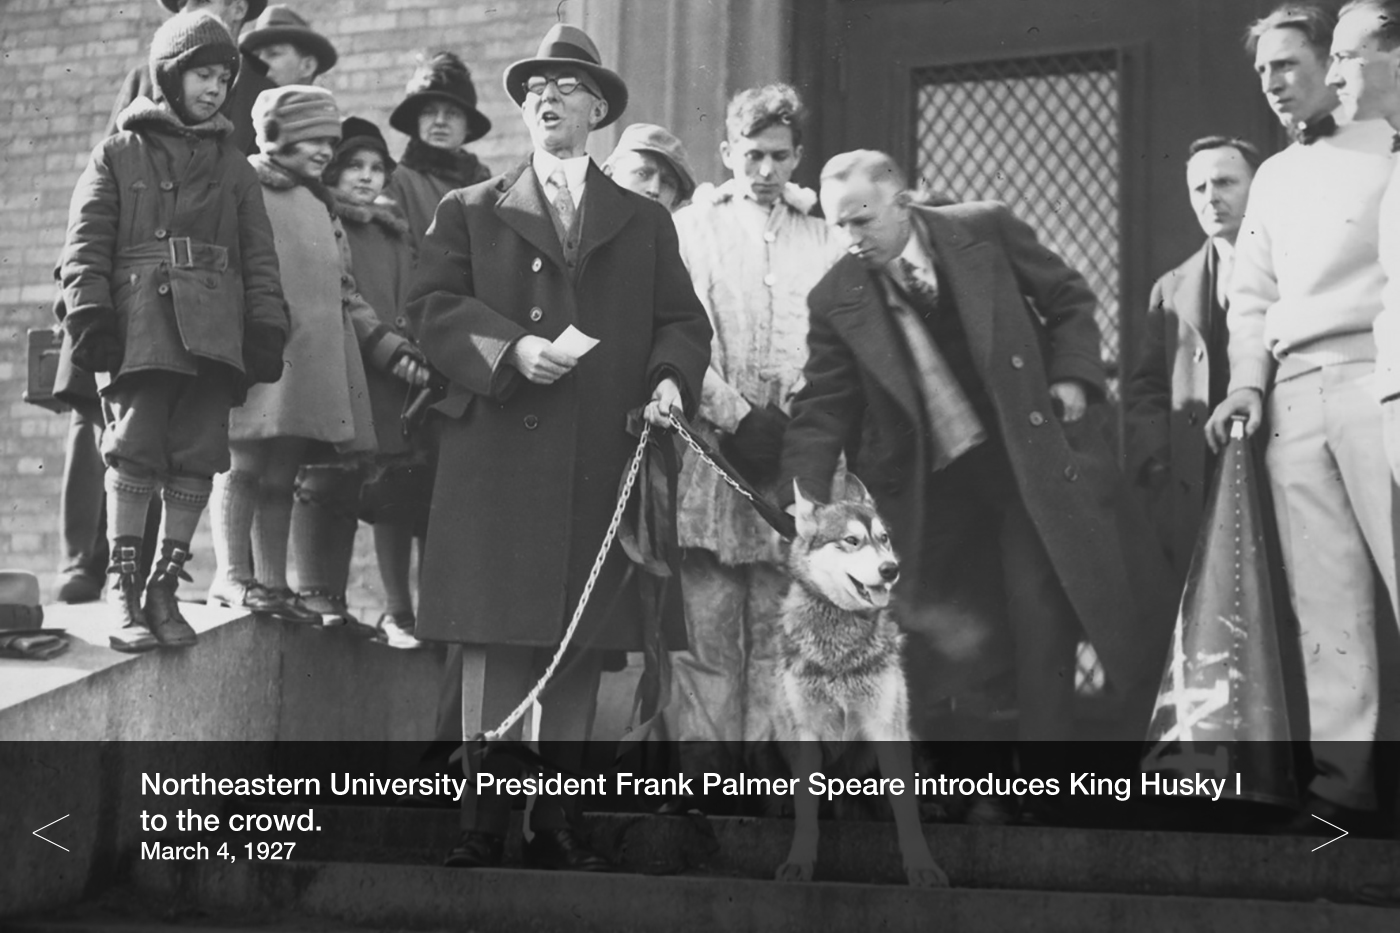 Northeastern University President Frank Palmer Speare introduces King Husky I
to the crowd.
March 4, 1927